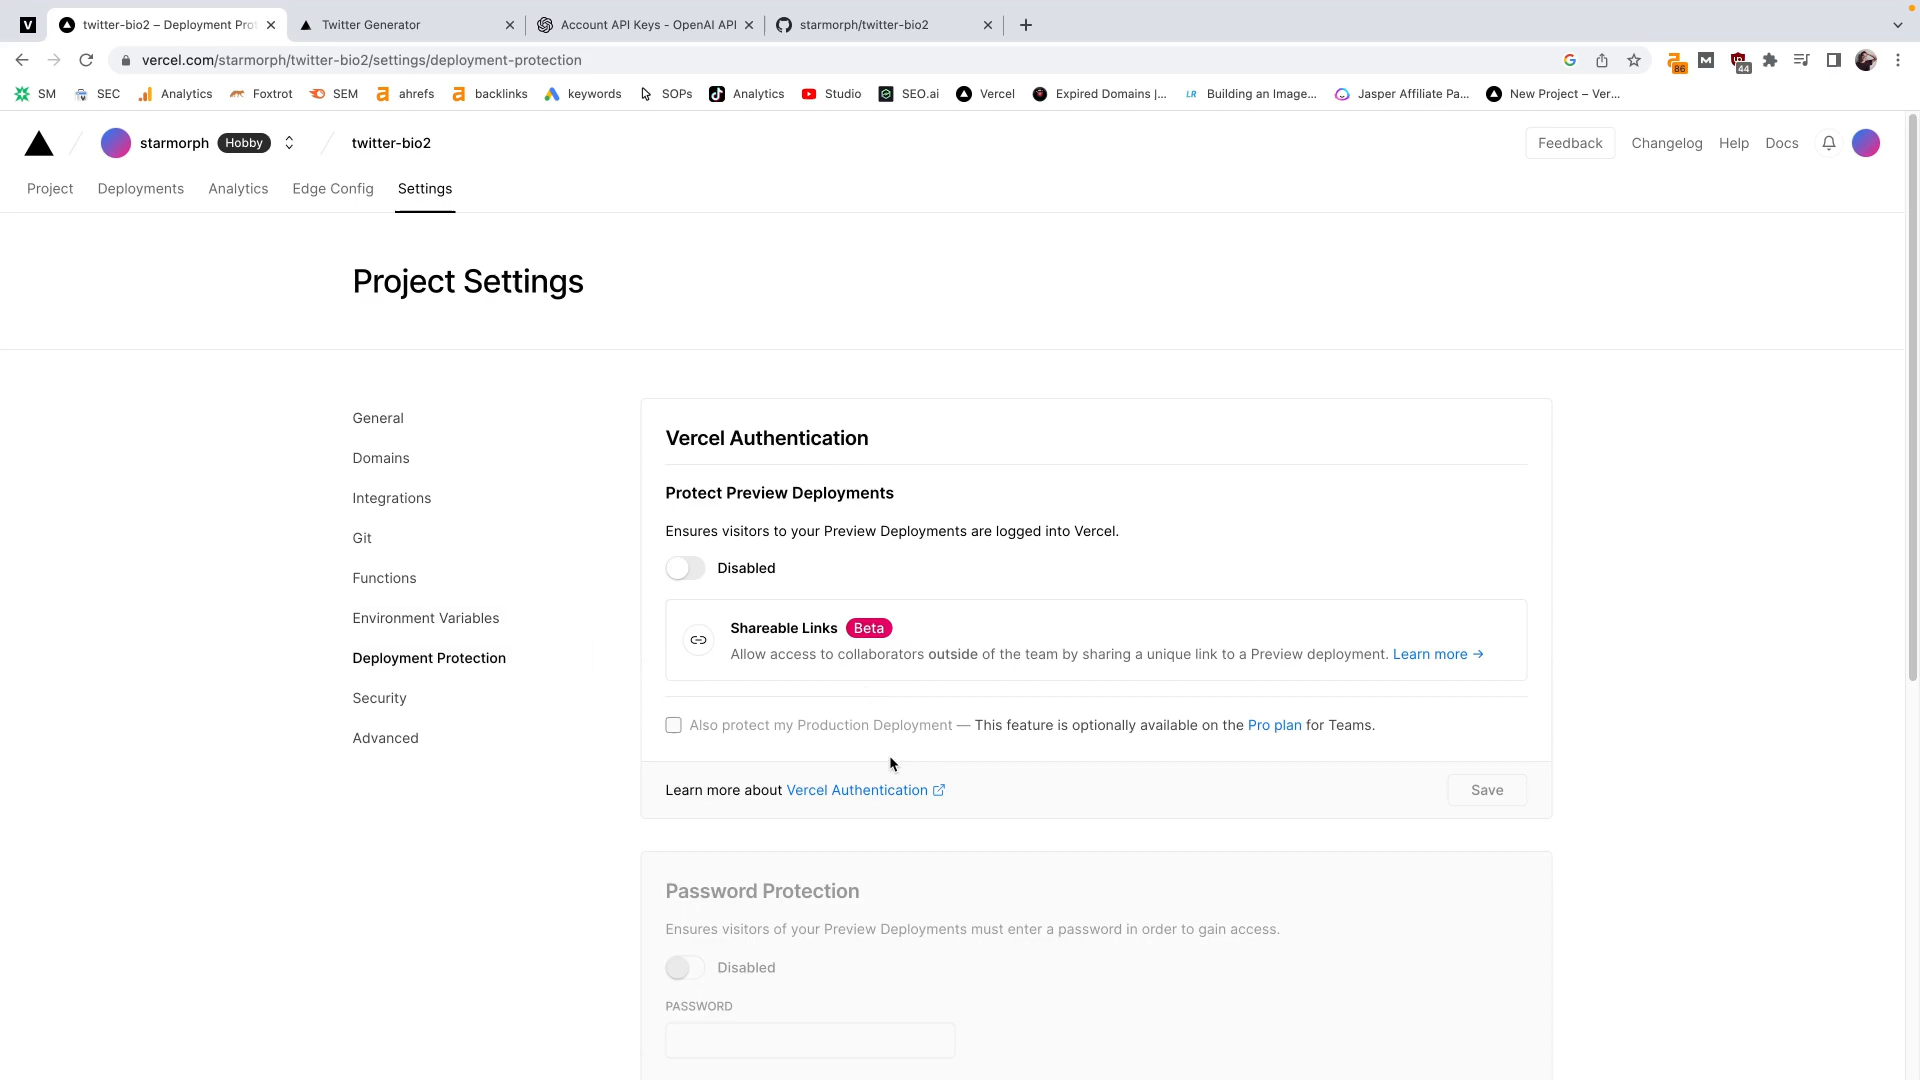 V
twitter-bio2 – Deployment Pro
Twitter Generator
Account API Keys - OpenAI API
starmorph/twitter-bio2
vercel.com/starmorph/twitter-bio2/settings/deployment-protection
86
M
44
SM
SEC
Analytics
Foxtrot
SEM
ahrefs
backlinks
keywords
SOPs
Analytics
Studio
SEO.ai
Vercel
Expired Domains |...
LR
Building an Image...
Jasper Affiliate Pa...
New Project – Ver...
starmorph
Hobby
twitter-bio2
Feedback
Changelog
Help
Docs
Project
Deployments
Analytics
Edge Config
Settings
Project Settings
General
Domains
Integrations
Git
Functions
Environment Variables
Deployment Protection
Security
Advanced
Vercel Authentication
Protect Preview Deployments
Ensures visitors to your Preview Deployments are logged into Vercel.
Disabled
Shareable Links Beta
Allow access to collaborators outside of the team by sharing a unique link to a Preview deployment. Learn more →
Also protect my Production Deployment — This feature is optionally available on the Pro plan for Teams.
Learn more about Vercel Authentication
Save
Password Protection
Ensures visitors of your Preview Deployments must enter a password in order to gain access.
Disabled
PASSWORD